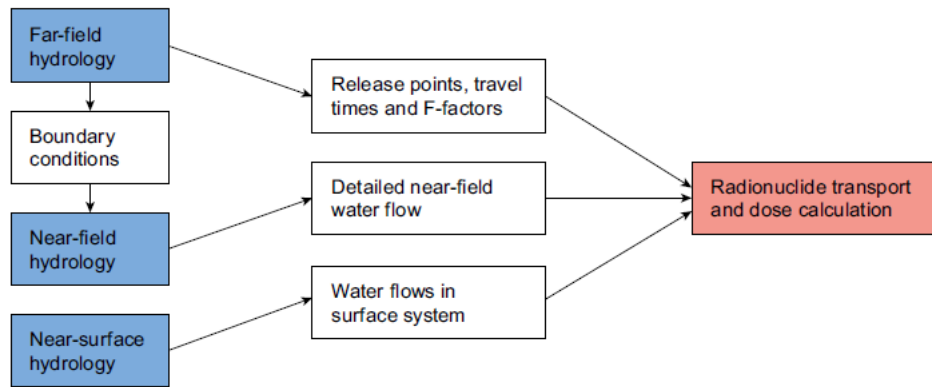 Far-field
hydrology
Release points, travel
times and F-factors
Boundary
conditions
Detailed near-field
water flow
Radionuclide transport
and dose calculation
Near-field
hydrology
Water flows in
surface system
Near-surface
hydrology